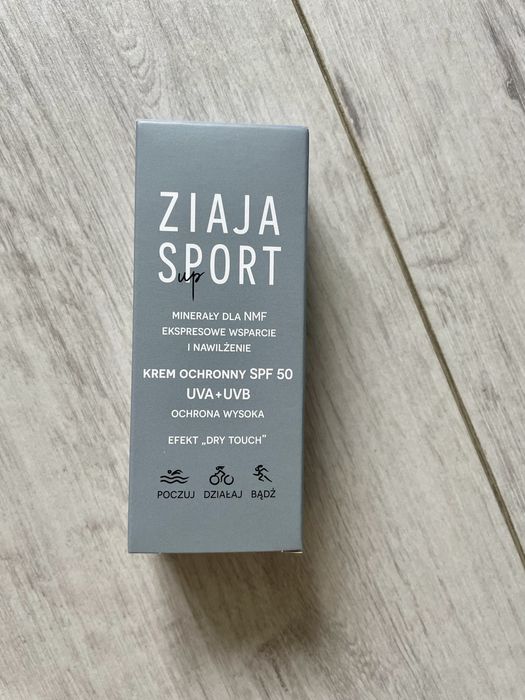 ZIAJA
SPORT
up
MINERAŁY DLA NMF
EKSPRESOWE WSPARCIE
I NAWILŻENIE
KREM OCHRONNY SPF 50
UVA+UVB
OCHRONA WYSOKA
EFEKT „DRY TOUCH”
POCZUJ DZIAŁAJ BĄDŹ